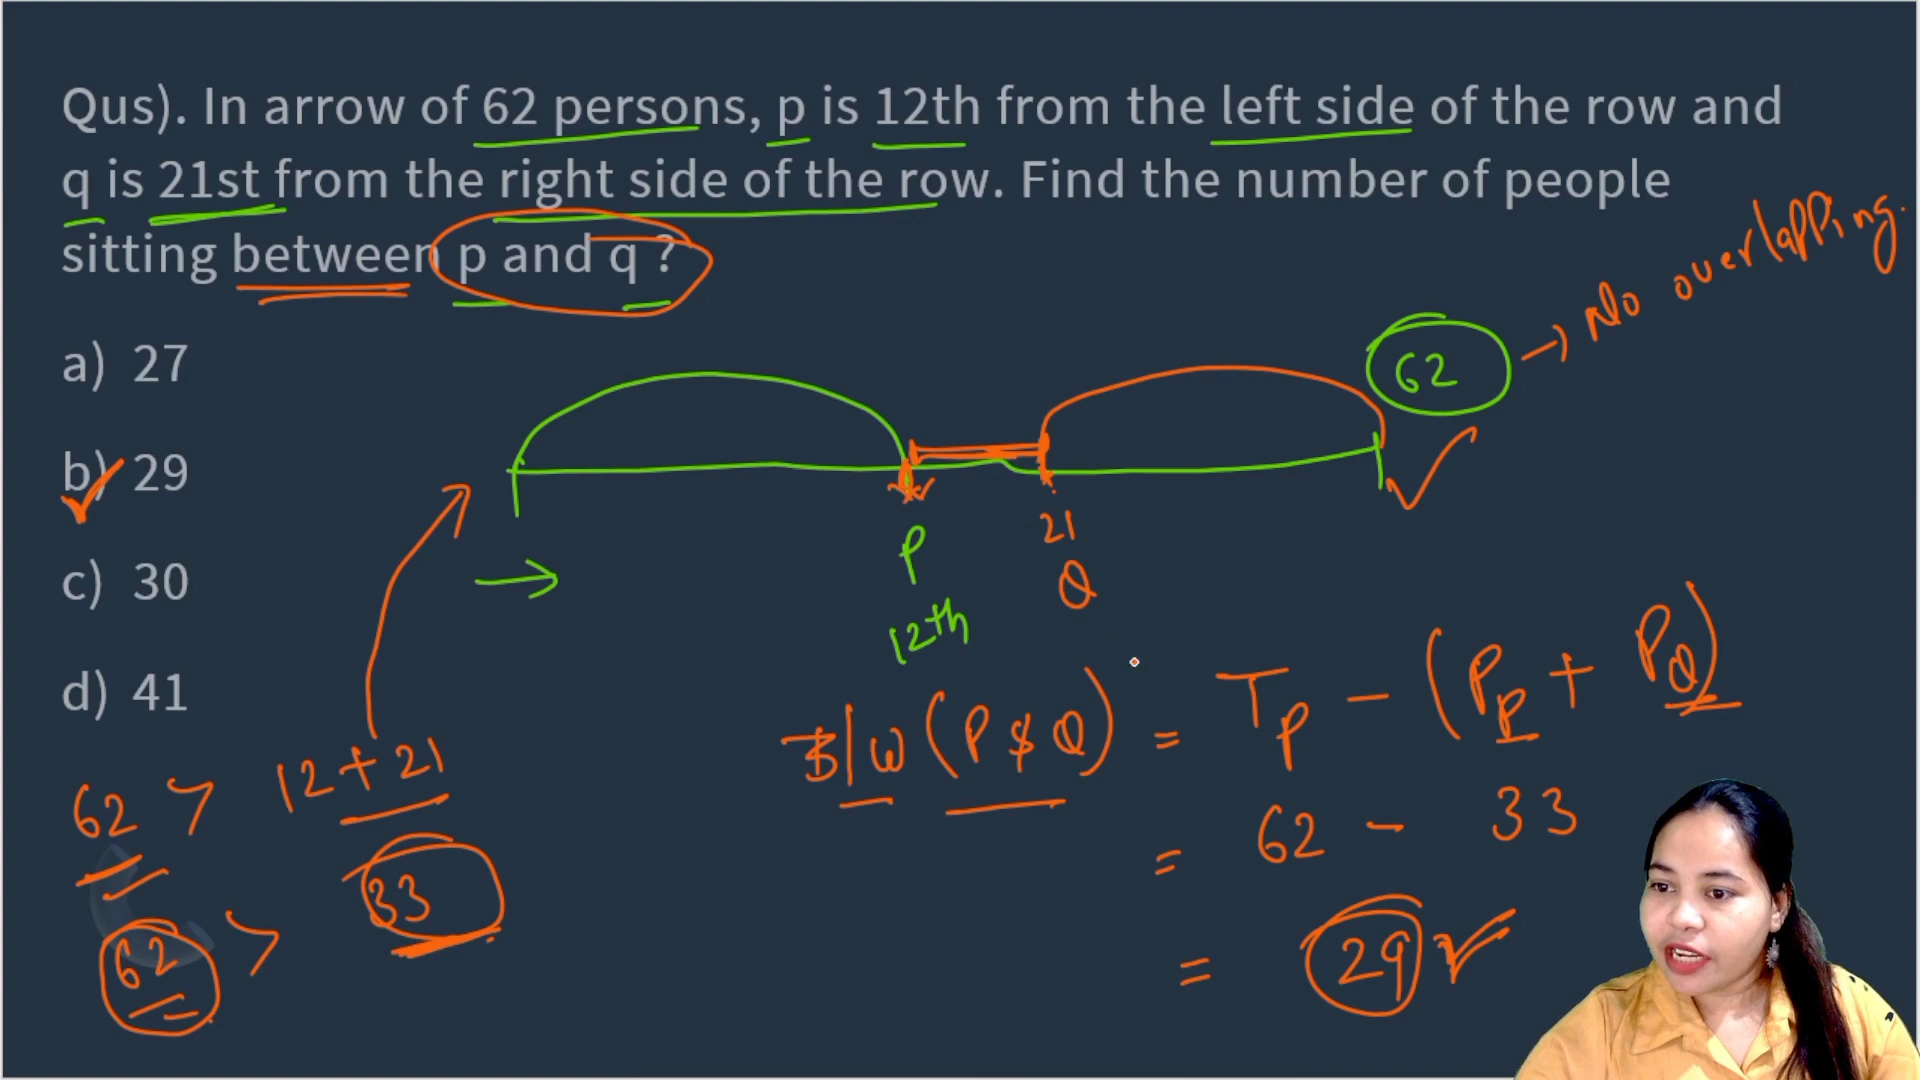 Qus). In arrow of 62 persons, p is 12th from the left side of the row and
q is 21st from the right side of the row. Find the number of people
sitting between p and q ?
No overlapping.
a) 27
62
b) 29
21
P
Q
c) 30
12th
d) 41
B/w (P $ Q) = Tp - (Pp + PQ)
62 > 12 + 21
= 62 - 33
62 > 33
= 29